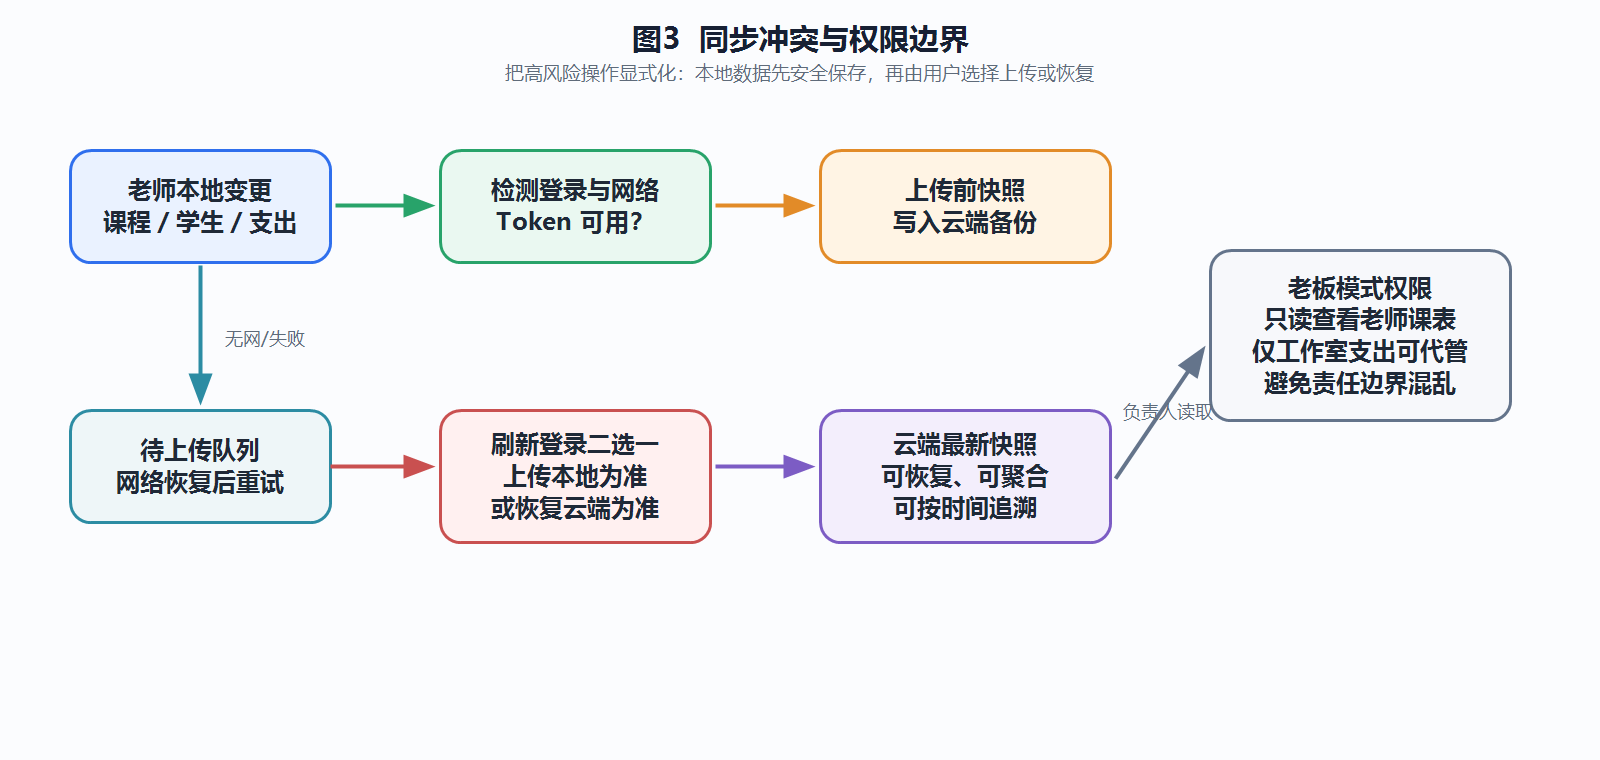 图3 同步冲突与权限边界
把高风险操作显式化：本地数据先安全保存，再由用户选择上传或恢复
老师本地变更
课程 / 学生 / 支出
检测登录与网络
Token 可用？
上传前快照
写入云端备份
老板模式权限
只读查看老师课表
仅工作室支出可代管
避免责任边界混乱
无网/失败
负责人读取
待上传队列
网络恢复后重试
刷新登录二选一
上传本地为准
或恢复云端为准
云端最新快照
可恢复、可聚合
可按时间追溯